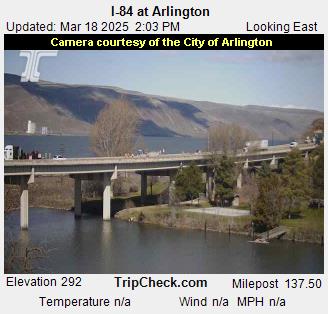 I-84 at Arlington
Updated: Mar 18 2025 2:03 PM Looking East
Camera courtesy of the City of Arlington
Elevation 292 TripCheck.com Milepost 137.50
Temperature n/a Wind n/a MPH n/a